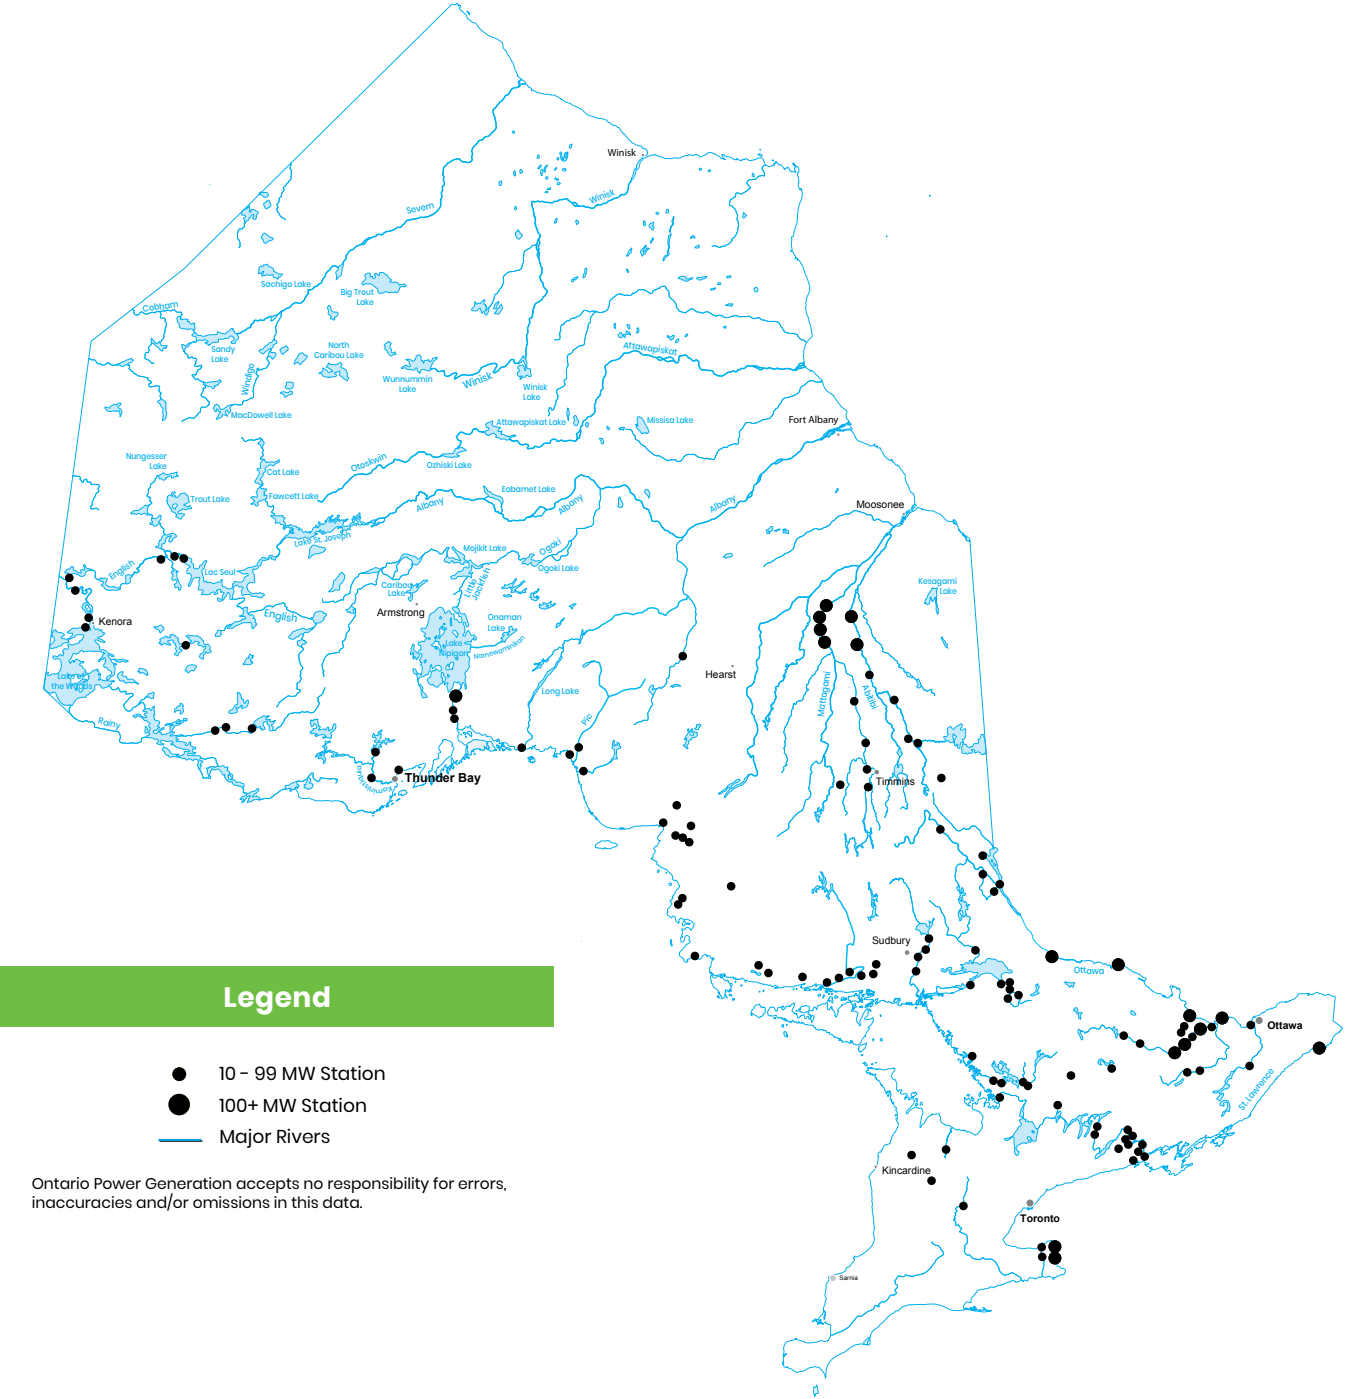 Winisk
Winisk
Severn
Sachigo Lake
Big Trout
Lake
Cobham
Sandy
Lake
North
Caribou Lake
Windigo
Wunnummin
Lake
Winisk
Winisk
Lake
Attawapiskat
MacDowell Lake
Attawapiskat Lake
Missisa Lake
Fort Albany
Nungesser
Lake
Otoskwin
Ozhiski Lake
Cat Lake
Trout Lake
Fawcett Lake
Eabamet Lake
Albany
Albany
Albany
Moosonee
Lake St. Joseph
Mojikit Lake
Ogoki
Ogoki Lake
English
Lac Seul
Caribou
Lake
Little
Jackfish
Kesagami
Lake
Armstrong
English
Onaman
Lake
Kenora
Lake
Nipigon
Namewaminikan
Hearst
Lake of
the Woods
Long Lake
Mattagami
Abitibi
Rainy
Pic
Kaministiquia
Thunder Bay
Timmins
Sudbury
Ottawa
Legend
Ottawa
10 - 99 MW Station
100+ MW Station
Major Rivers
St. Lawrence
Kincardine
Ontario Power Generation accepts no responsibility for errors,
inaccuracies and/or omissions in this data.
Toronto
Sarnia